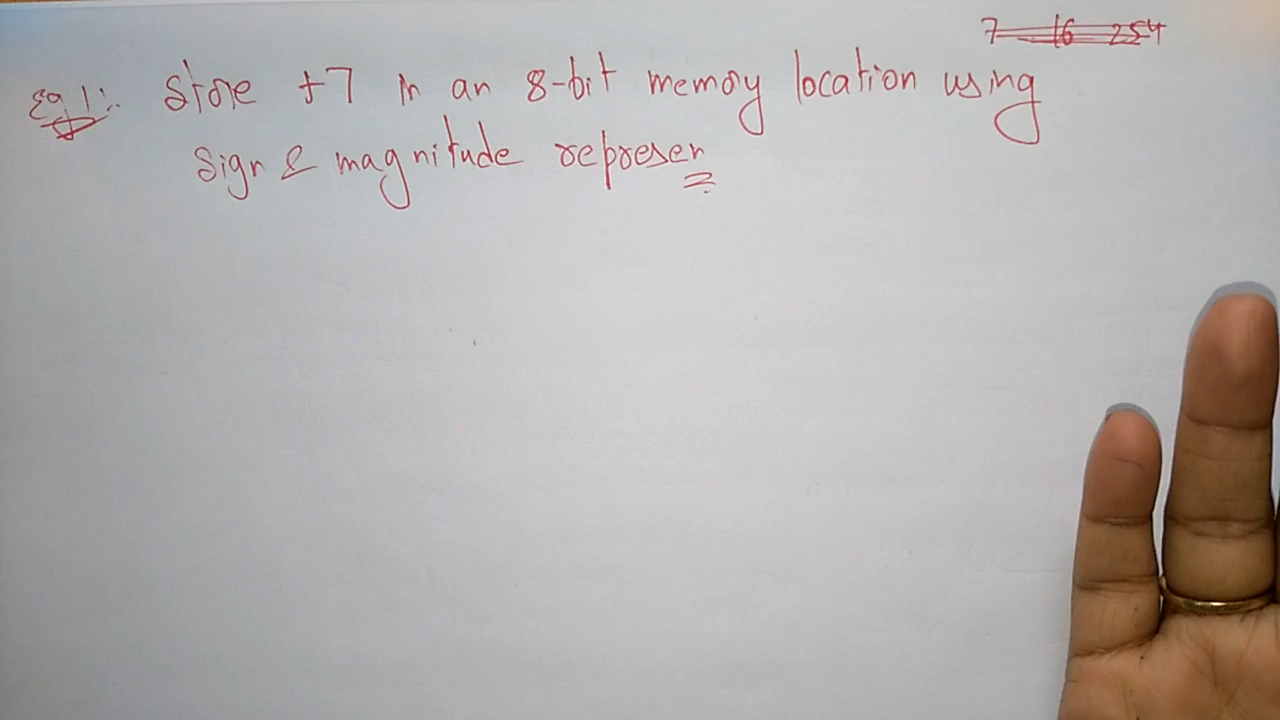 7 16 254
Eg 1:. Store +7 in an 8-bit memory location using
Sign & magnitude represen